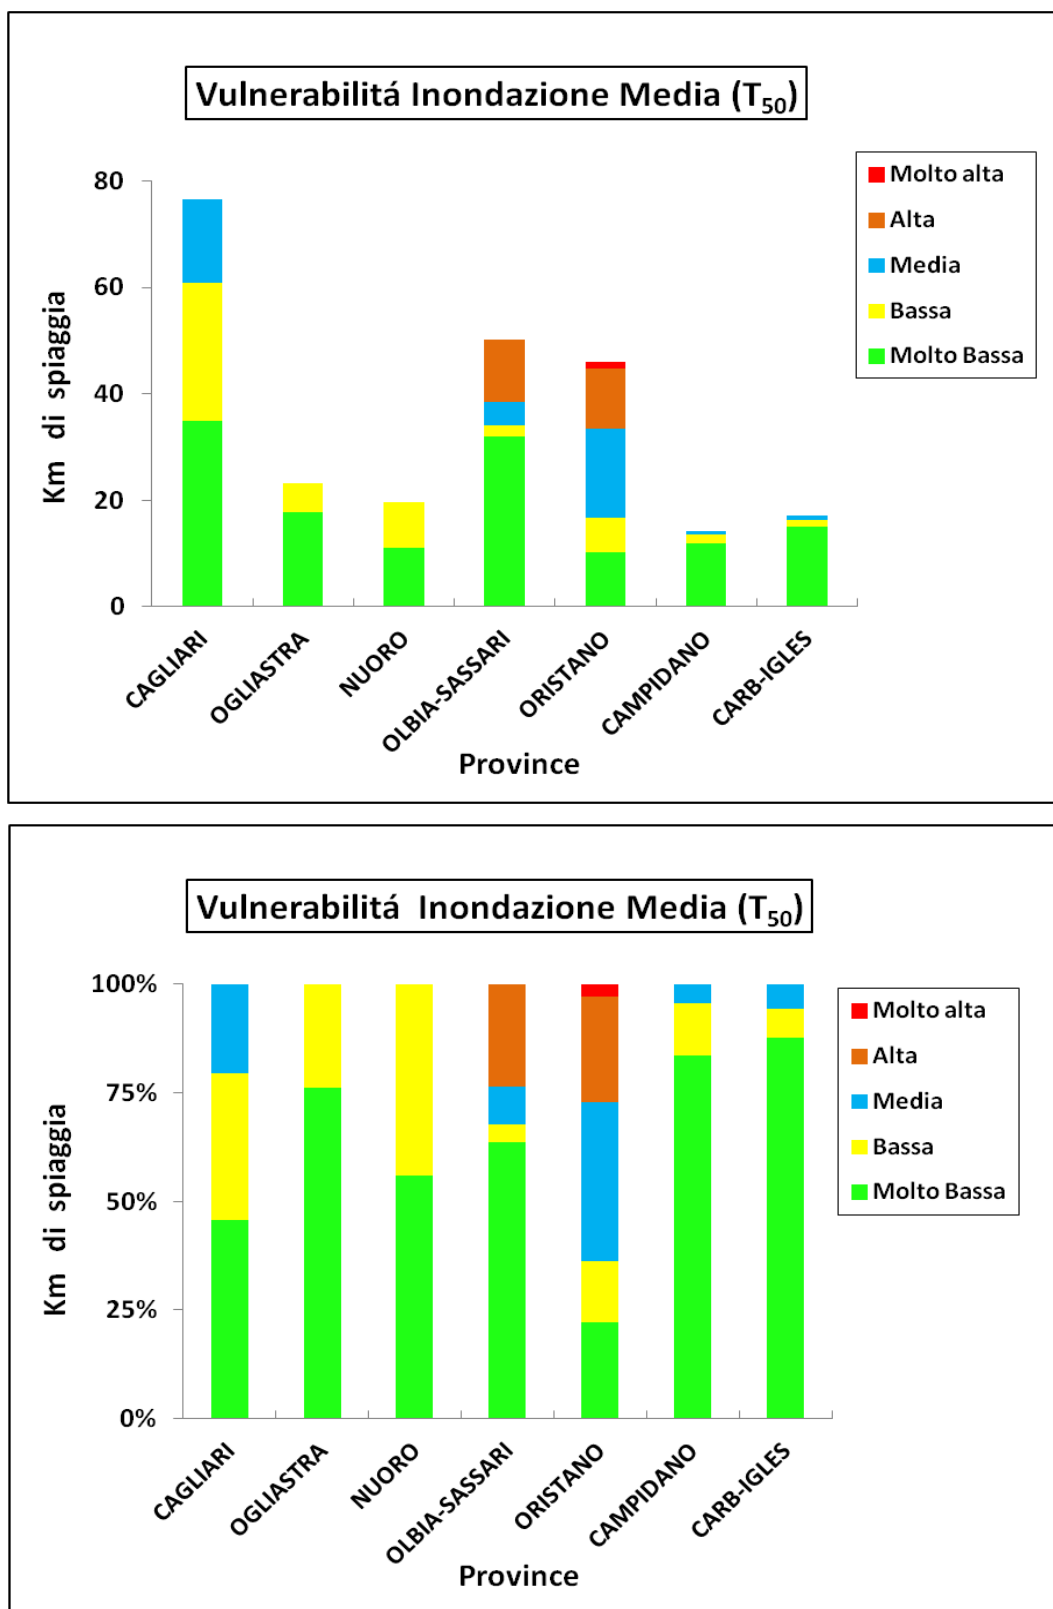 Vulnerabilitá Inondazione Media (T50)
80
60
40
20
0
Km di spiaggia
CAGLIARI
OGLIASTRA
NUORO
OLBIA-SASSARI
ORISTANO
CAMPIDANO
CARB-IGLES
Province
Molto alta
Alta
Media
Bassa
Molto Bassa
Vulnerabilitá Inondazione Media (T50)
100%
75%
50%
25%
0%
Km di spiaggia
CAGLIARI
OGLIASTRA
NUORO
OLBIA-SASSARI
ORISTANO
CAMPIDANO
CARB-IGLES
Province
Molto alta
Alta
Media
Bassa
Molto Bassa